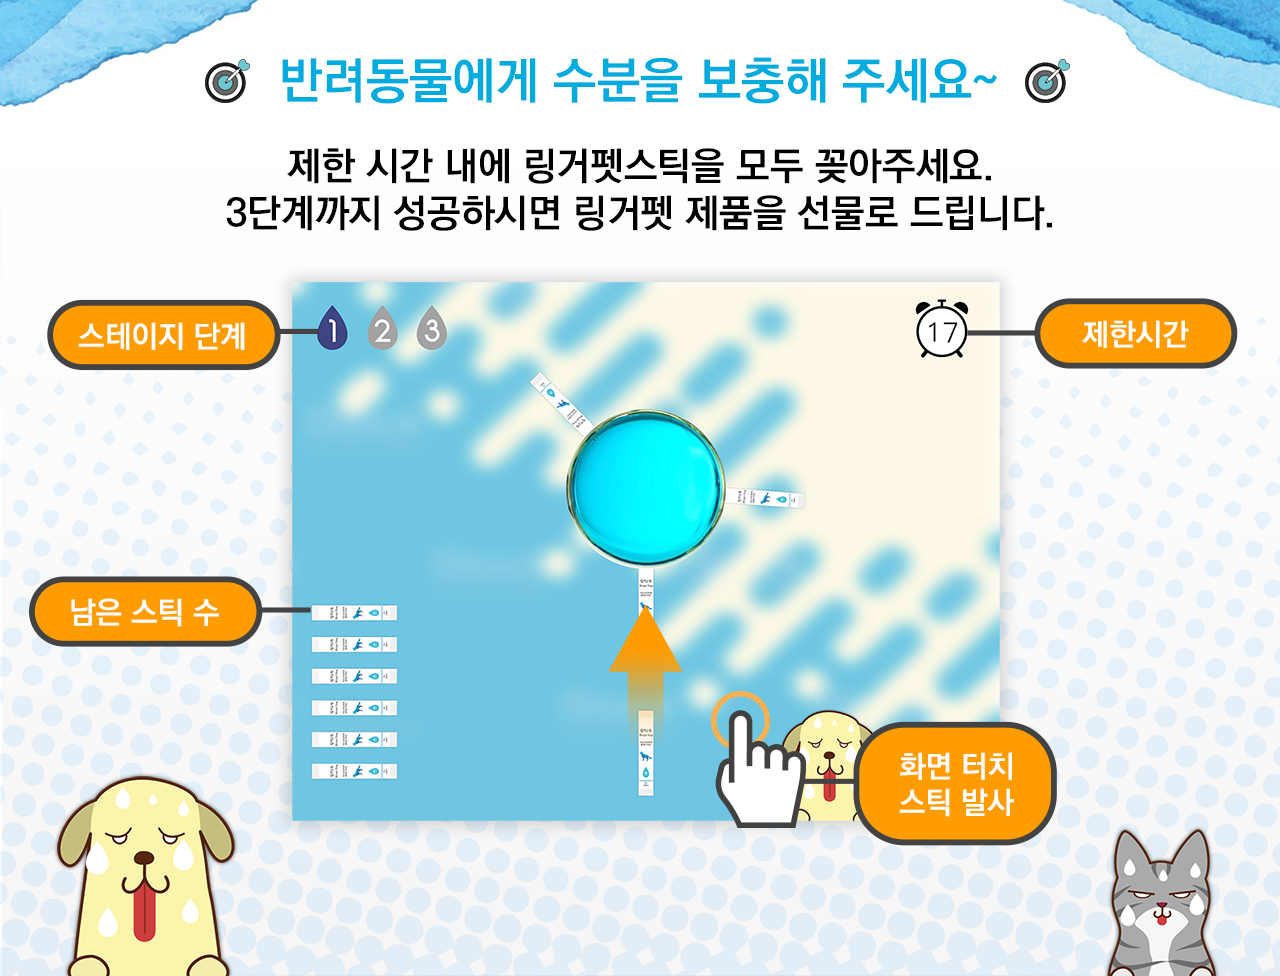 반려동물에게 수분을 보충해 주세요~
제한 시간 내에 링거펫스틱을 모두 꽂아주세요.
3단계까지 성공하시면 링거펫 제품을 선물로 드립니다.
스테이지 단계
1 2 3
17
제한시간
남은 스틱 수
화면 터치
스틱 발사